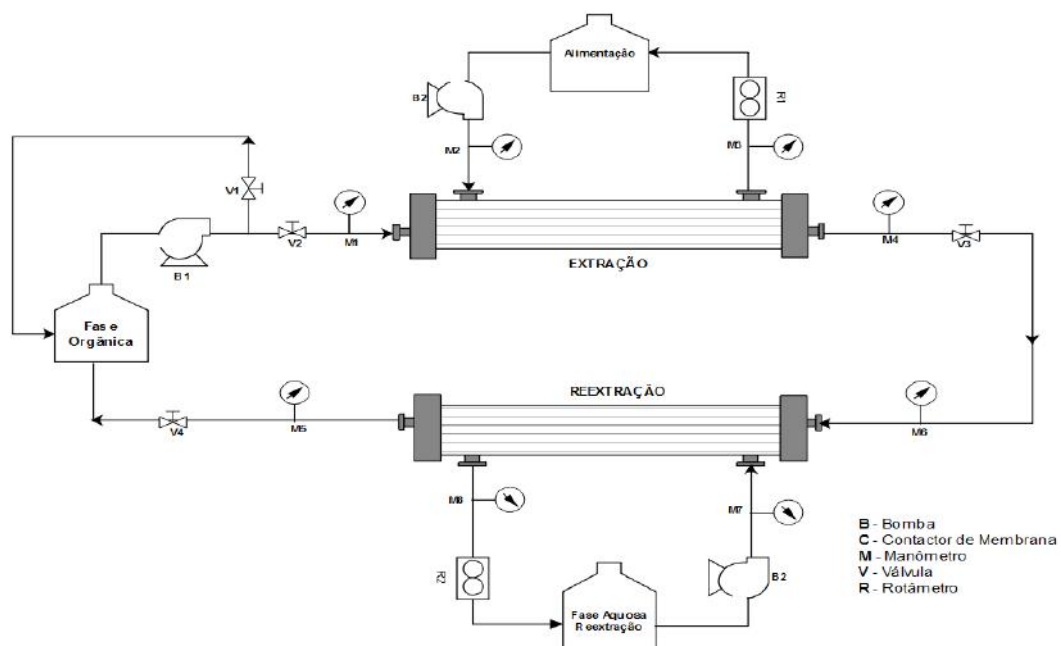 Alimentação
B2
R1
M2
M3
V1
V2
M1
B1
EXTRAÇÃO
M4
V3
Fase
Orgânica
REEXTRAÇÃO
V4
M5
M6
M8
M7
R2
B2
Fase Aquosa
Reextração
B - Bomba
C - Contactor de Membrana
M - Manômetro
V - Válvula
R - Rotâmetro